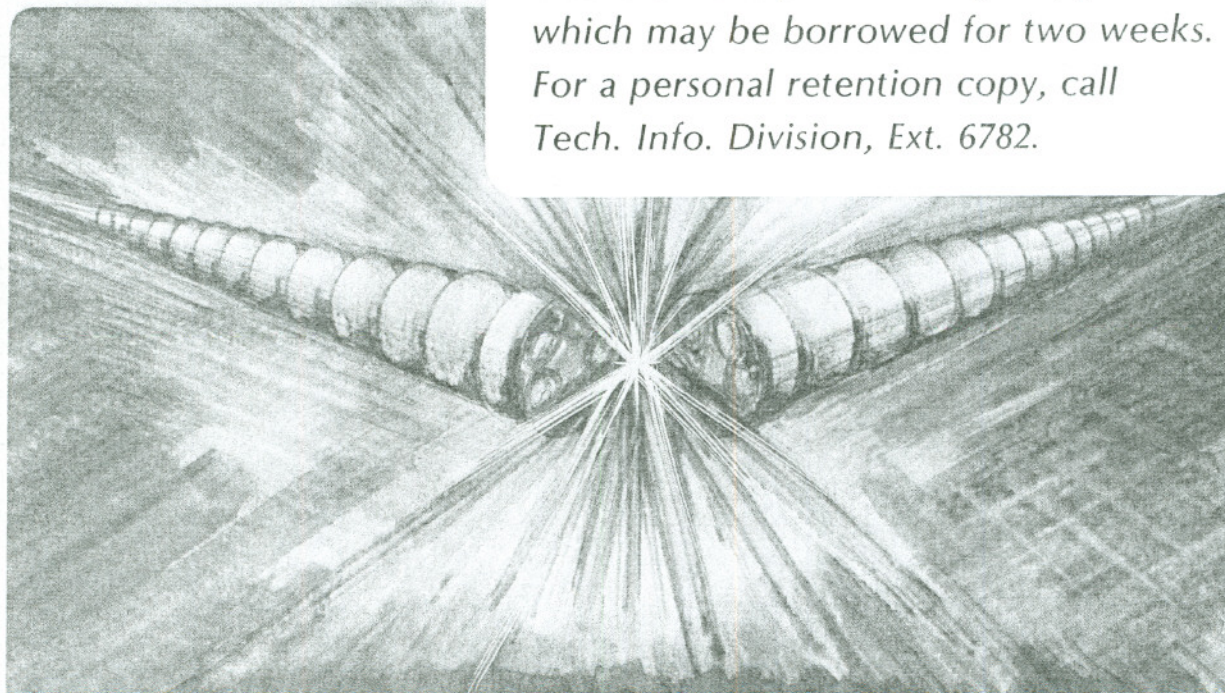 which may be borrowed for two weeks.
For a personal retention copy, call
Tech. Info. Division, Ext. 6782.